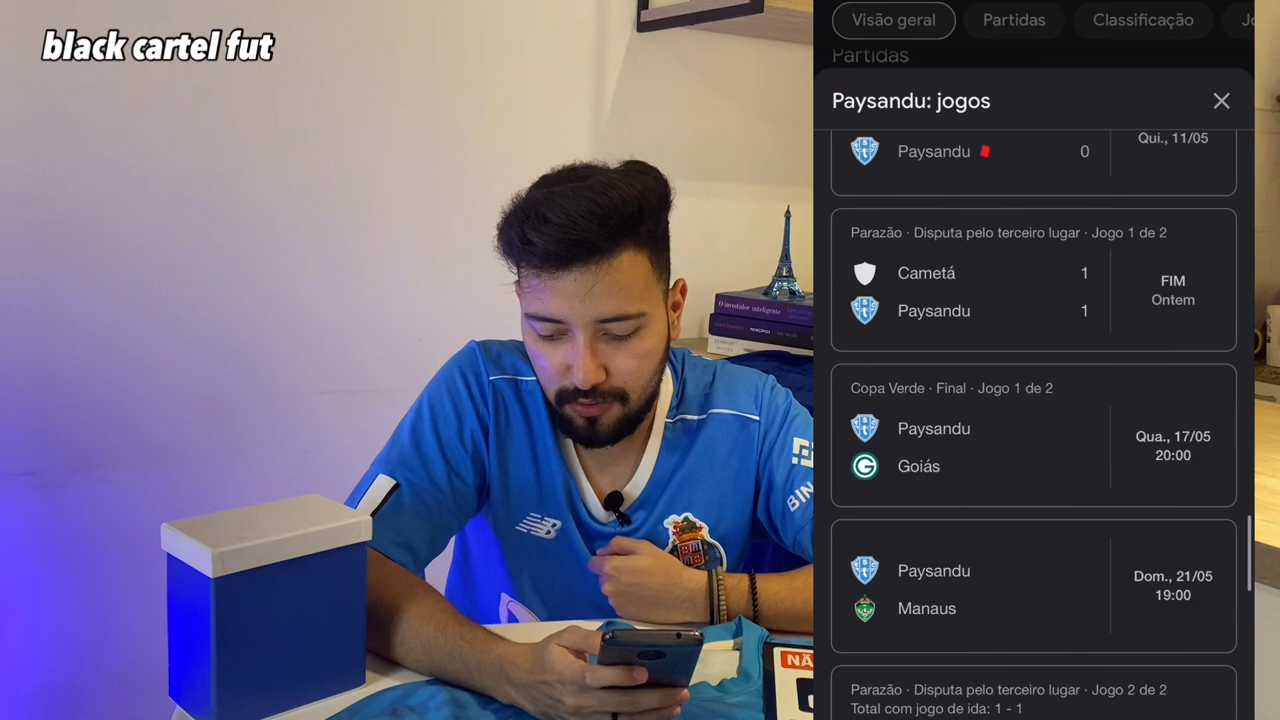 black cartel fut
Visão geral
Partidas
Classificação
Partidas
Paysandu: jogos
Paysandu
0
Qui., 11/05
Parazão · Disputa pelo terceiro lugar · Jogo 1 de 2
Cametá
1
Paysandu
1
FIM
Ontem
Copa Verde · Final · Jogo 1 de 2
Paysandu
Goiás
Qua., 17/05
20:00
Paysandu
Manaus
Dom., 21/05
19:00
Parazão · Disputa pelo terceiro lugar · Jogo 2 de 2
Total com jogo de ida: 1 - 1
O investidor inteligente
NB
BIN
NÃ